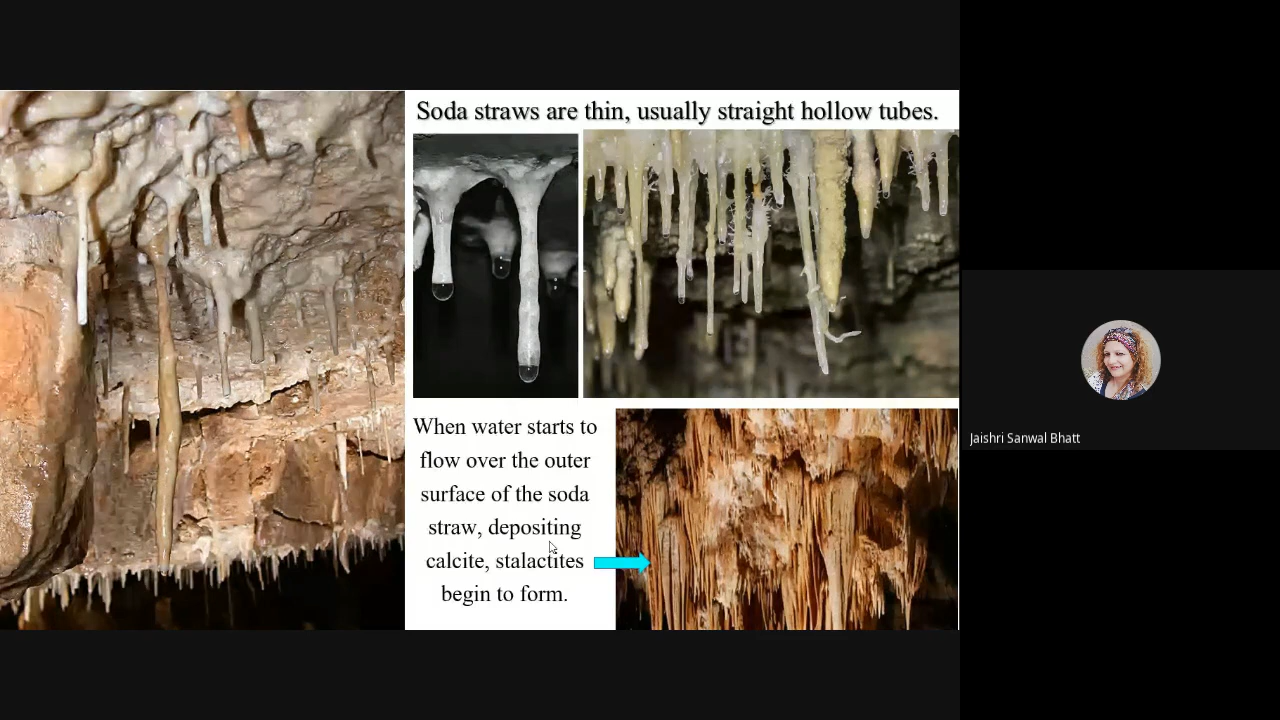 Soda straws are thin, usually straight hollow tubes.
When water starts to
flow over the outer
surface of the soda
straw, depositing
calcite, stalactites
begin to form.
Jaishri Sanwal Bhatt